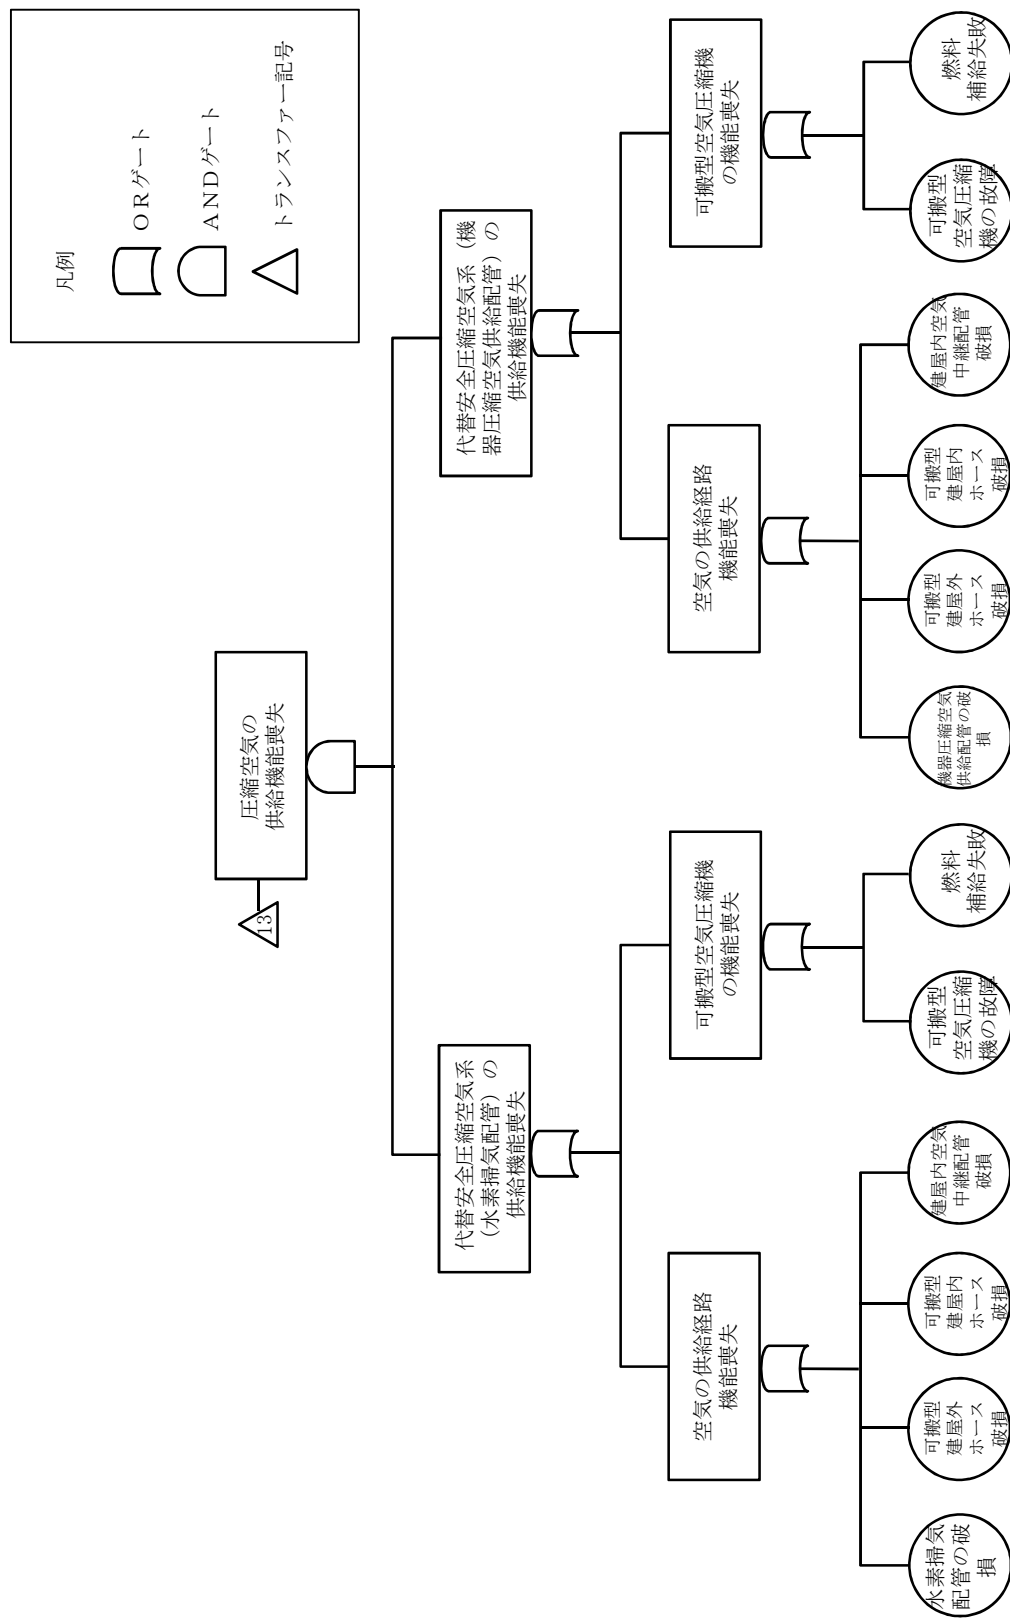 凡例
ORゲート
ANDゲート
トランスファー記号
13
圧縮空気の
供給機能喪失
代替安全圧縮空気系
(水素掃気配管)の
供給機能喪失
代替安全圧縮空気系(機
器圧縮空気供給配管)の
供給機能喪失
空気の供給経路
機能喪失
可搬型空気圧縮機
の機能喪失
空気の供給経路
機能喪失
可搬型空気圧縮機
の機能喪失
水素掃気
配管の破
損
可搬型
建屋外
ホース
破損
可搬型
建屋内
ホース
破損
建屋内空気
中継配管
破損
可搬型
空気圧縮
機の故障
燃料
補給失敗
機器圧縮空気
供給配管の破
損
可搬型
建屋外
ホース
破損
可搬型
建屋内
ホース
破損
建屋内空気
中継配管
破損
可搬型
空気圧縮
機の故障
燃料
補給失敗